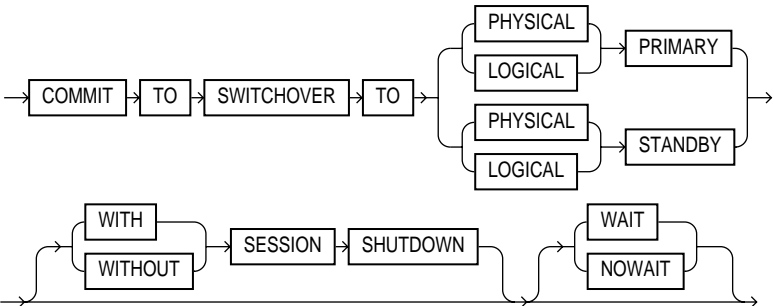 PHYSICAL
PRIMARY
LOGICAL
COMMIT TO SWITCHOVER TO
PHYSICAL
STANDBY
LOGICAL
WITH
WITHOUT
SESSION SHUTDOWN
WAIT
NOWAIT